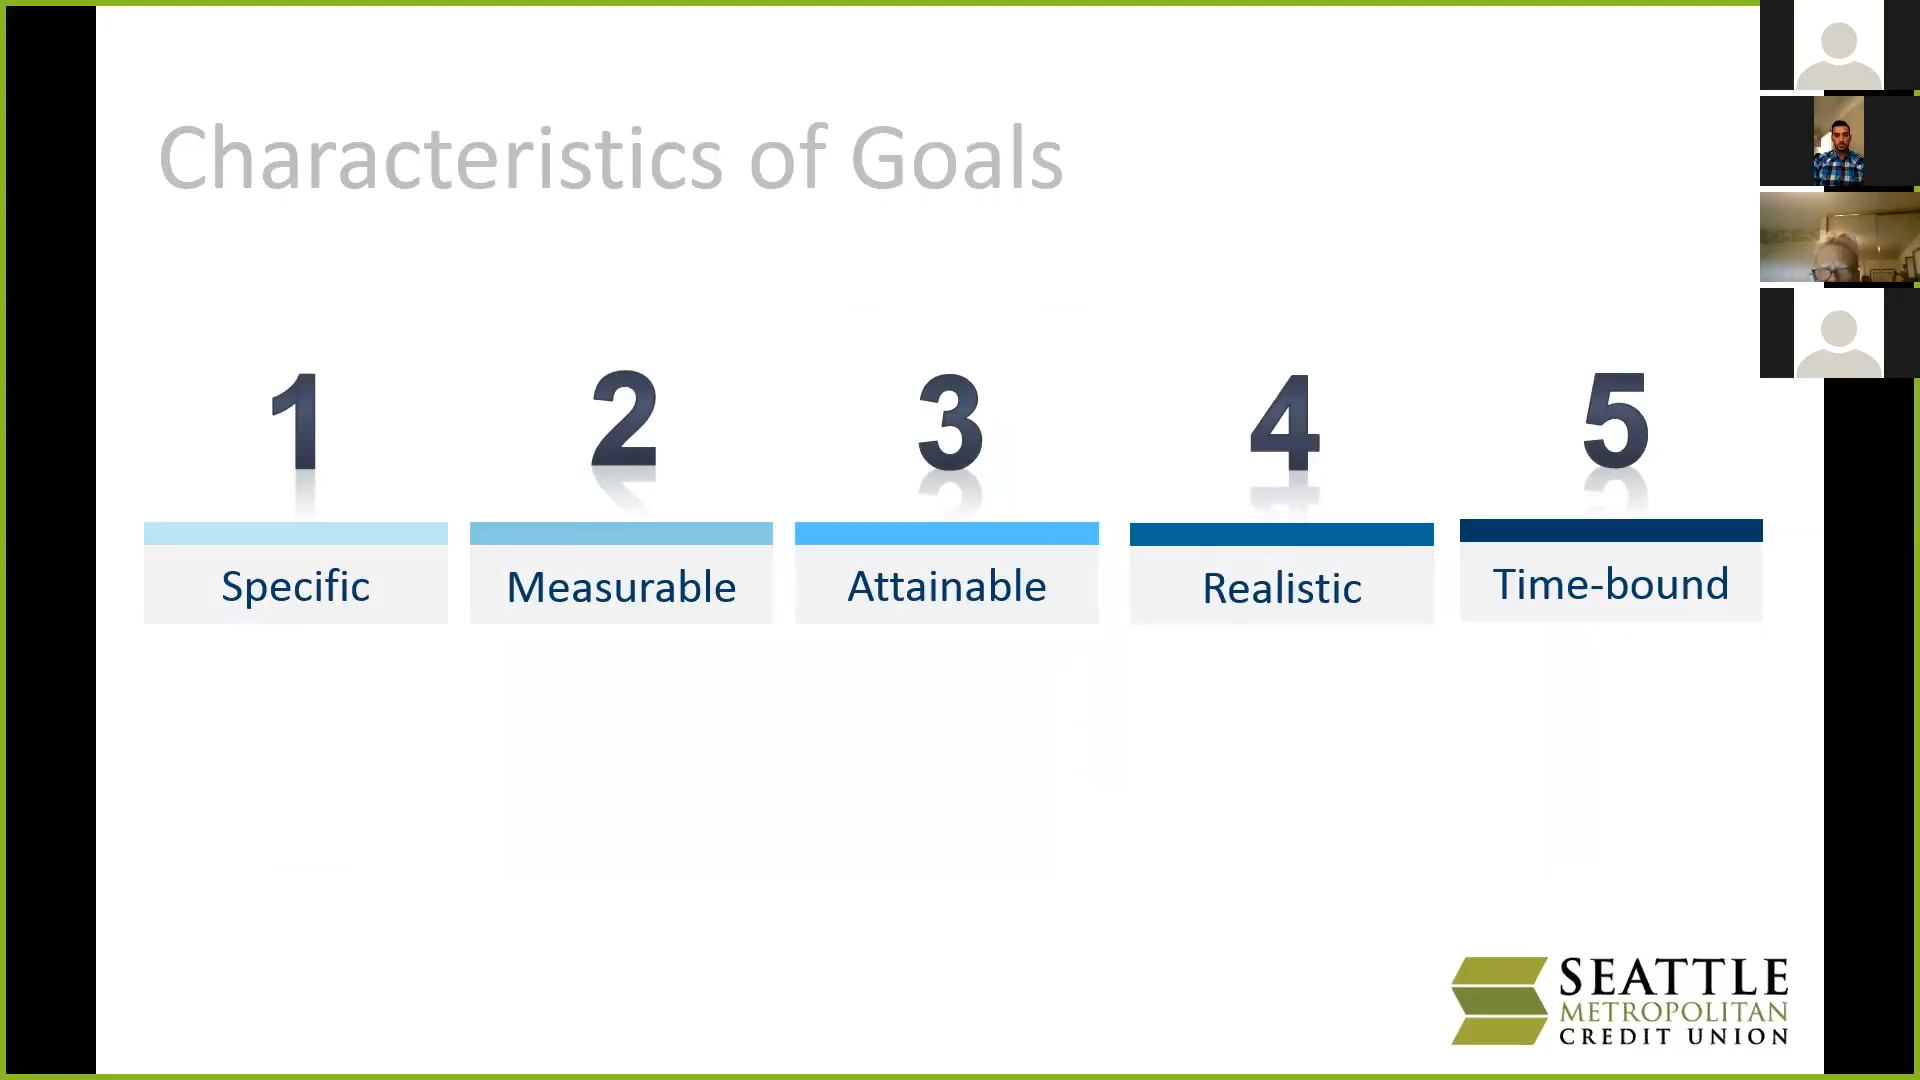 Characteristics of Goals
1 2 3 4 5
Specific Measurable Attainable Realistic Time-bound
SEATTLE
METROPOLITAN
CREDIT UNION